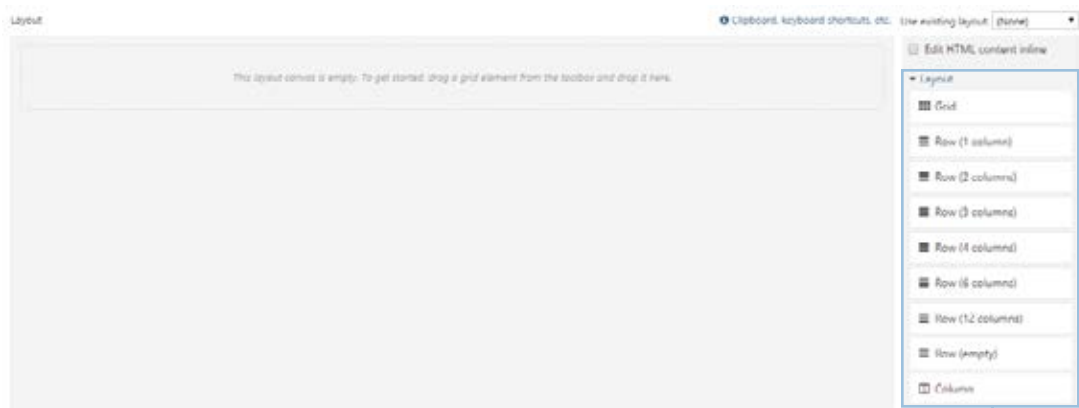 Layout
Clipboard, keyboard shortcuts, etc. Use existing layout: (None)
Edit HTML content inline
This layout canvas is empty. To get started, drag a grid element from the toolbox and drop it here.
Layout
Grid
Row (1 column)
Row (2 columns)
Row (3 columns)
Row (4 columns)
Row (6 columns)
Row (12 columns)
Row (empty)
Column